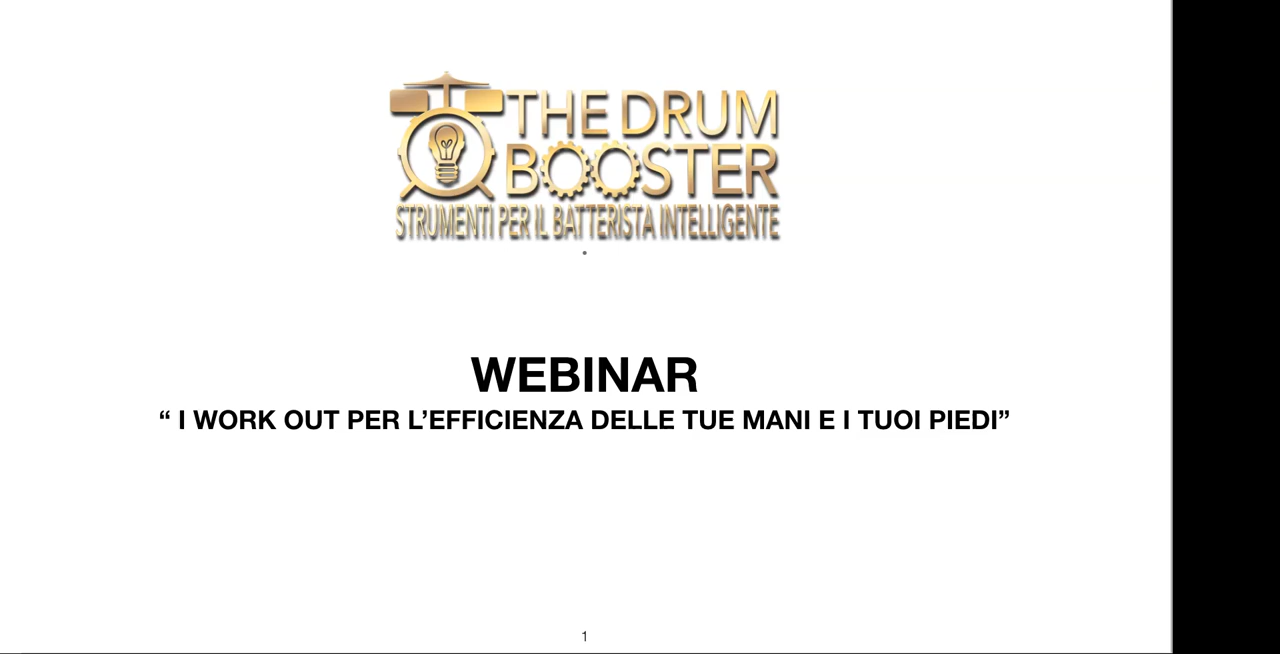 THE DRUM
BOOSTER
STRUMENTI PER IL BATTERISTA INTELLIGENTE
WEBINAR
“ I WORK OUT PER L’EFFICIENZA DELLE TUE MANI E I TUOI PIEDI”
1